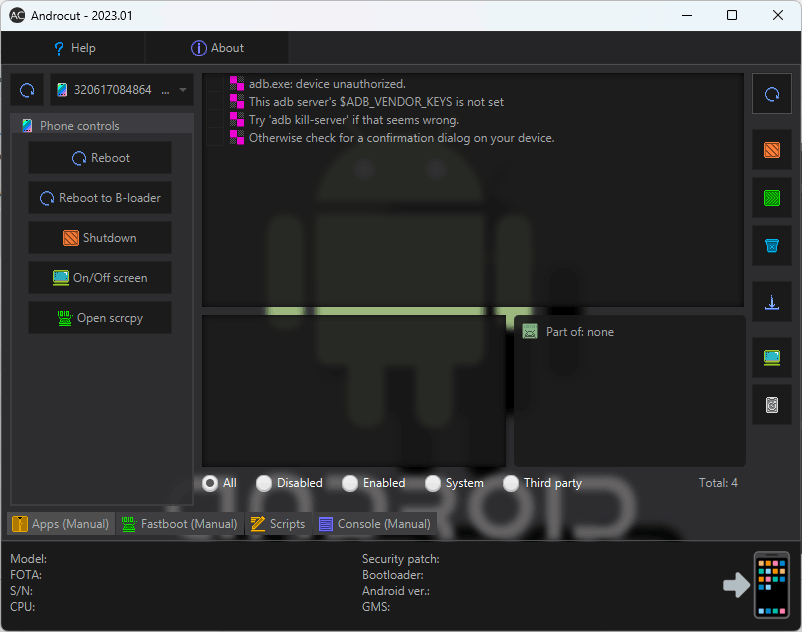 AC Androcut - 2023.01
? Help
i About
320617084864 ...
adb.exe: device unauthorized.
This adb server's $ADB_VENDOR_KEYS is not set
Try 'adb kill-server' if that seems wrong.
Otherwise check for a confirmation dialog on your device.
Phone controls
Reboot
Reboot to B-loader
Shutdown
On/Off screen
Open scrcpy
Part of: none
All
Disabled
Enabled
System
Third party
Total: 4
ANDROID
Apps (Manual)
Fastboot (Manual)
Scripts
Console (Manual)
Model:
FOTA:
S/N:
CPU:
Security patch:
Bootloader:
Android ver.:
GMS: